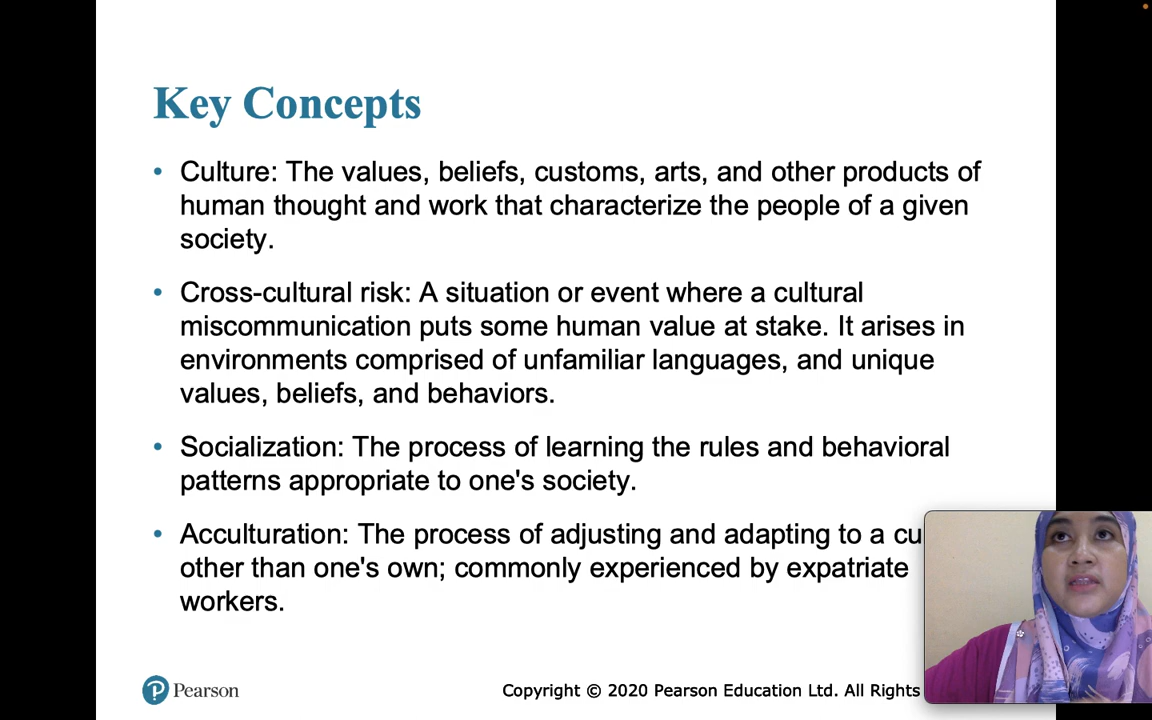 Key Concepts
• Culture: The values, beliefs, customs, arts, and other products of
human thought and work that characterize the people of a given
society.
• Cross-cultural risk: A situation or event where a cultural
miscommunication puts some human value at stake. It arises in
environments comprised of unfamiliar languages, and unique
values, beliefs, and behaviors.
• Socialization: The process of learning the rules and behavioral
patterns appropriate to one's society.
• Acculturation: The process of adjusting and adapting to a cu
other than one's own; commonly experienced by expatriate
workers.
P Pearson
Copyright © 2020 Pearson Education Ltd. All Rights